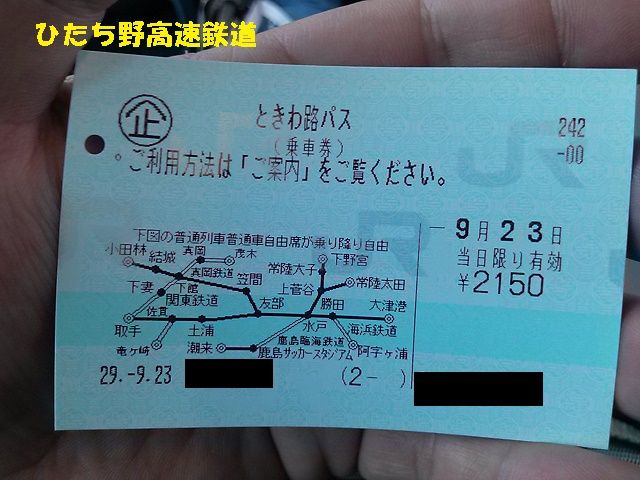 ひたち野高速鉄道
企 ときわ路パス 242
(乗車券) -00
。ご利用方法は「ご案内」をご覧ください。
下図の普通列車普通車自由席が乗り降り自由
9月23日
当日限り有効
¥2150
小田林 結城 真岡 茂木
真岡鉄道
下野宮
常陸大子
常陸太田
下妻 下館 笠間 上菅谷
関東鉄道
佐貫 友部 勝田 大津港
取手 土浦 水戸 海浜鉄道
竜ヶ崎 潮来 鹿島臨海鉄道
鹿島サッカースタジアム 阿字ヶ浦
29.-9.23 (2- )